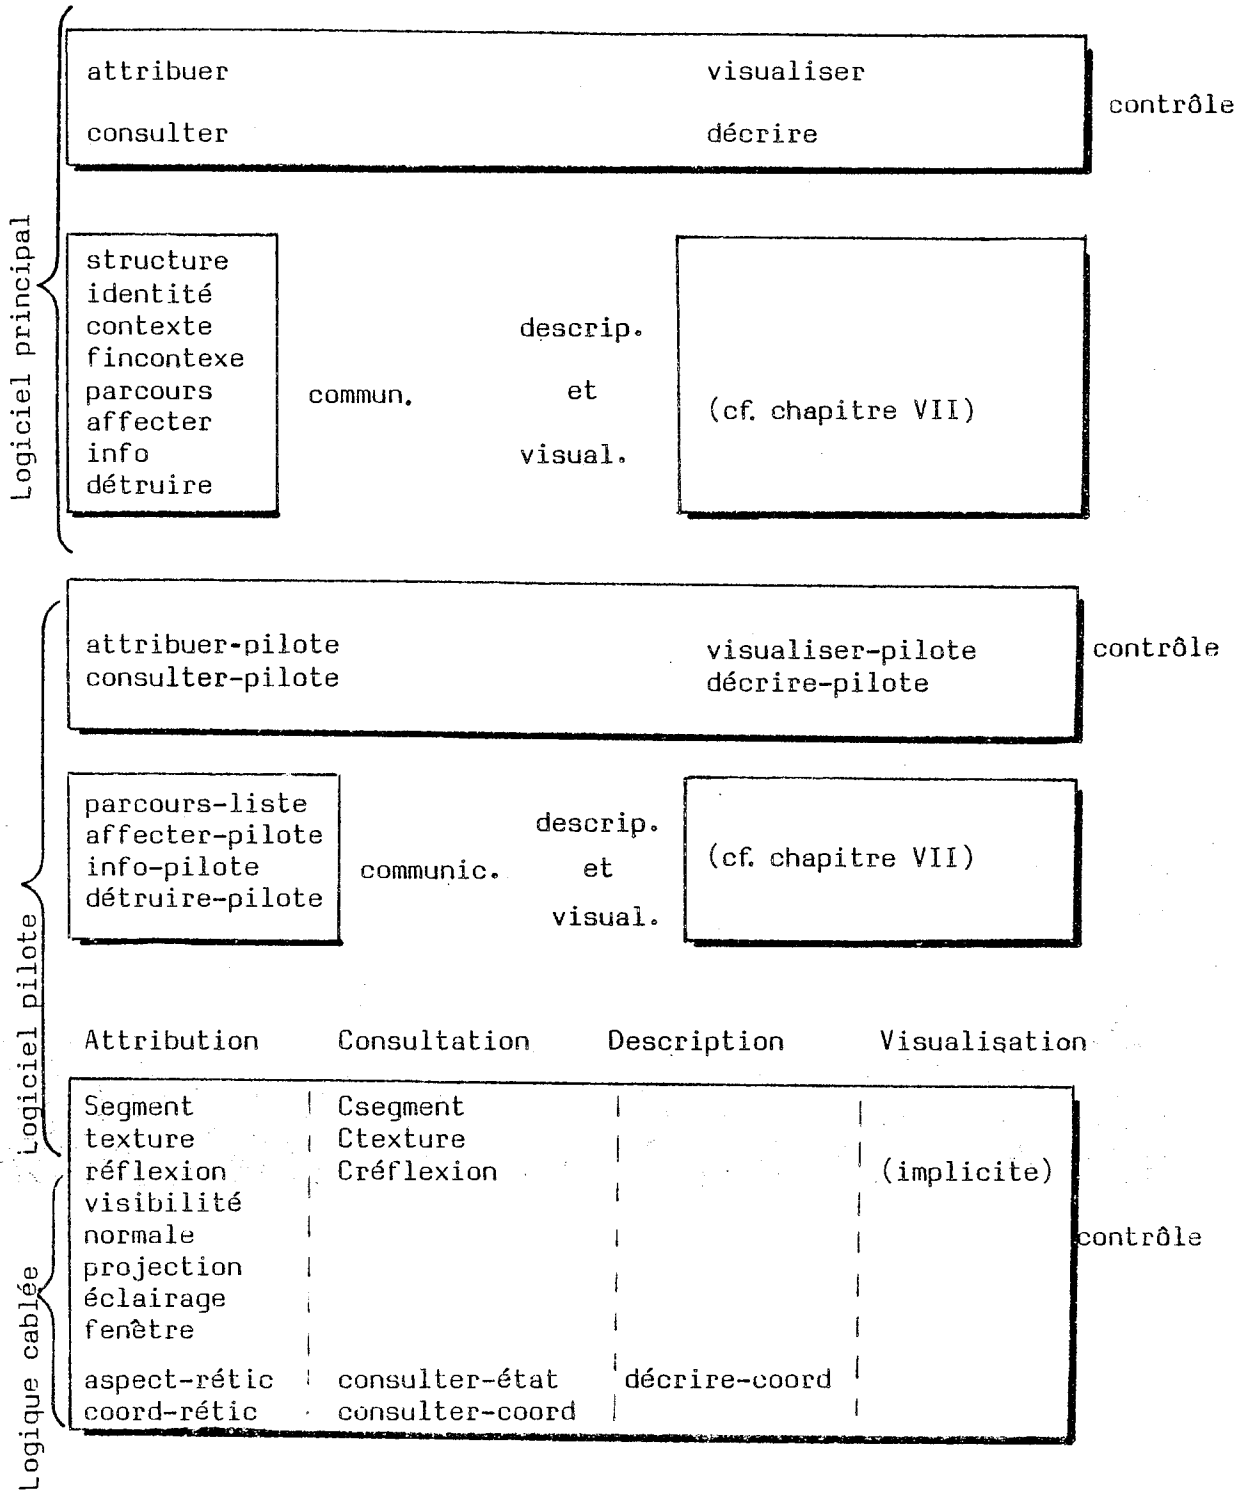 attribuer visualiser
contrôle
consulter décrire
Logiciel principal
structure
identité
contexte
fincontexe
parcours
affecter
info
détruire
commun.
descrip.
et
visual.
(cf. chapitre VII)
attribuer-pilote visualiser-pilote
consulter-pilote décrire-pilote
contrôle
Logiciel pilote
parcours-liste
affecter-pilote
info-pilote
détruire-pilote
communic.
descrip.
et
visual.
(cf. chapitre VII)
Attribution Consultation Description Visualisation
Segment Csegment
texture Ctexture
réflexion Créflexion (implicite)
visibilité
normale
projection
éclairage
fenêtre
aspect-rétic consulter-état décrire-coord
coord-rétic consulter-coord
contrôle
Logique cablée